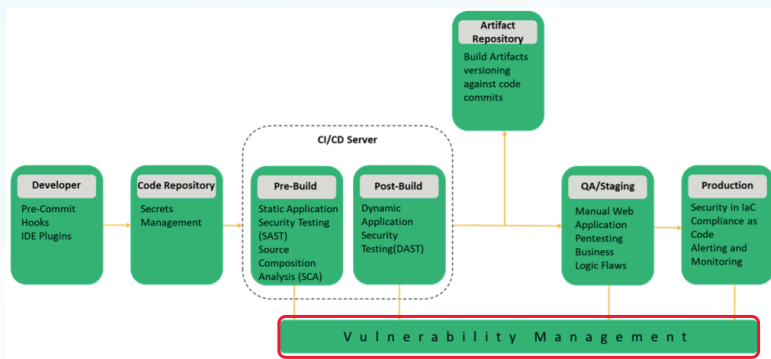 Artifact
Repository
Build Artifacts
versioning
against code
commits
CI/CD Server
Developer
Pre-Commit
Hooks
IDE Plugins
Code Repository
Secrets
Management
Pre-Build
Static Application
Security Testing
(SAST)
Source
Composition
Analysis (SCA)
Post-Build
Dynamic
Application
Security
Testing(DAST)
QA/Staging
Manual Web
Application
Pentesting
Business
Logic Flaws
Production
Security in IaC
Compliance as
Code
Alerting and
Monitoring
Vulnerability Management